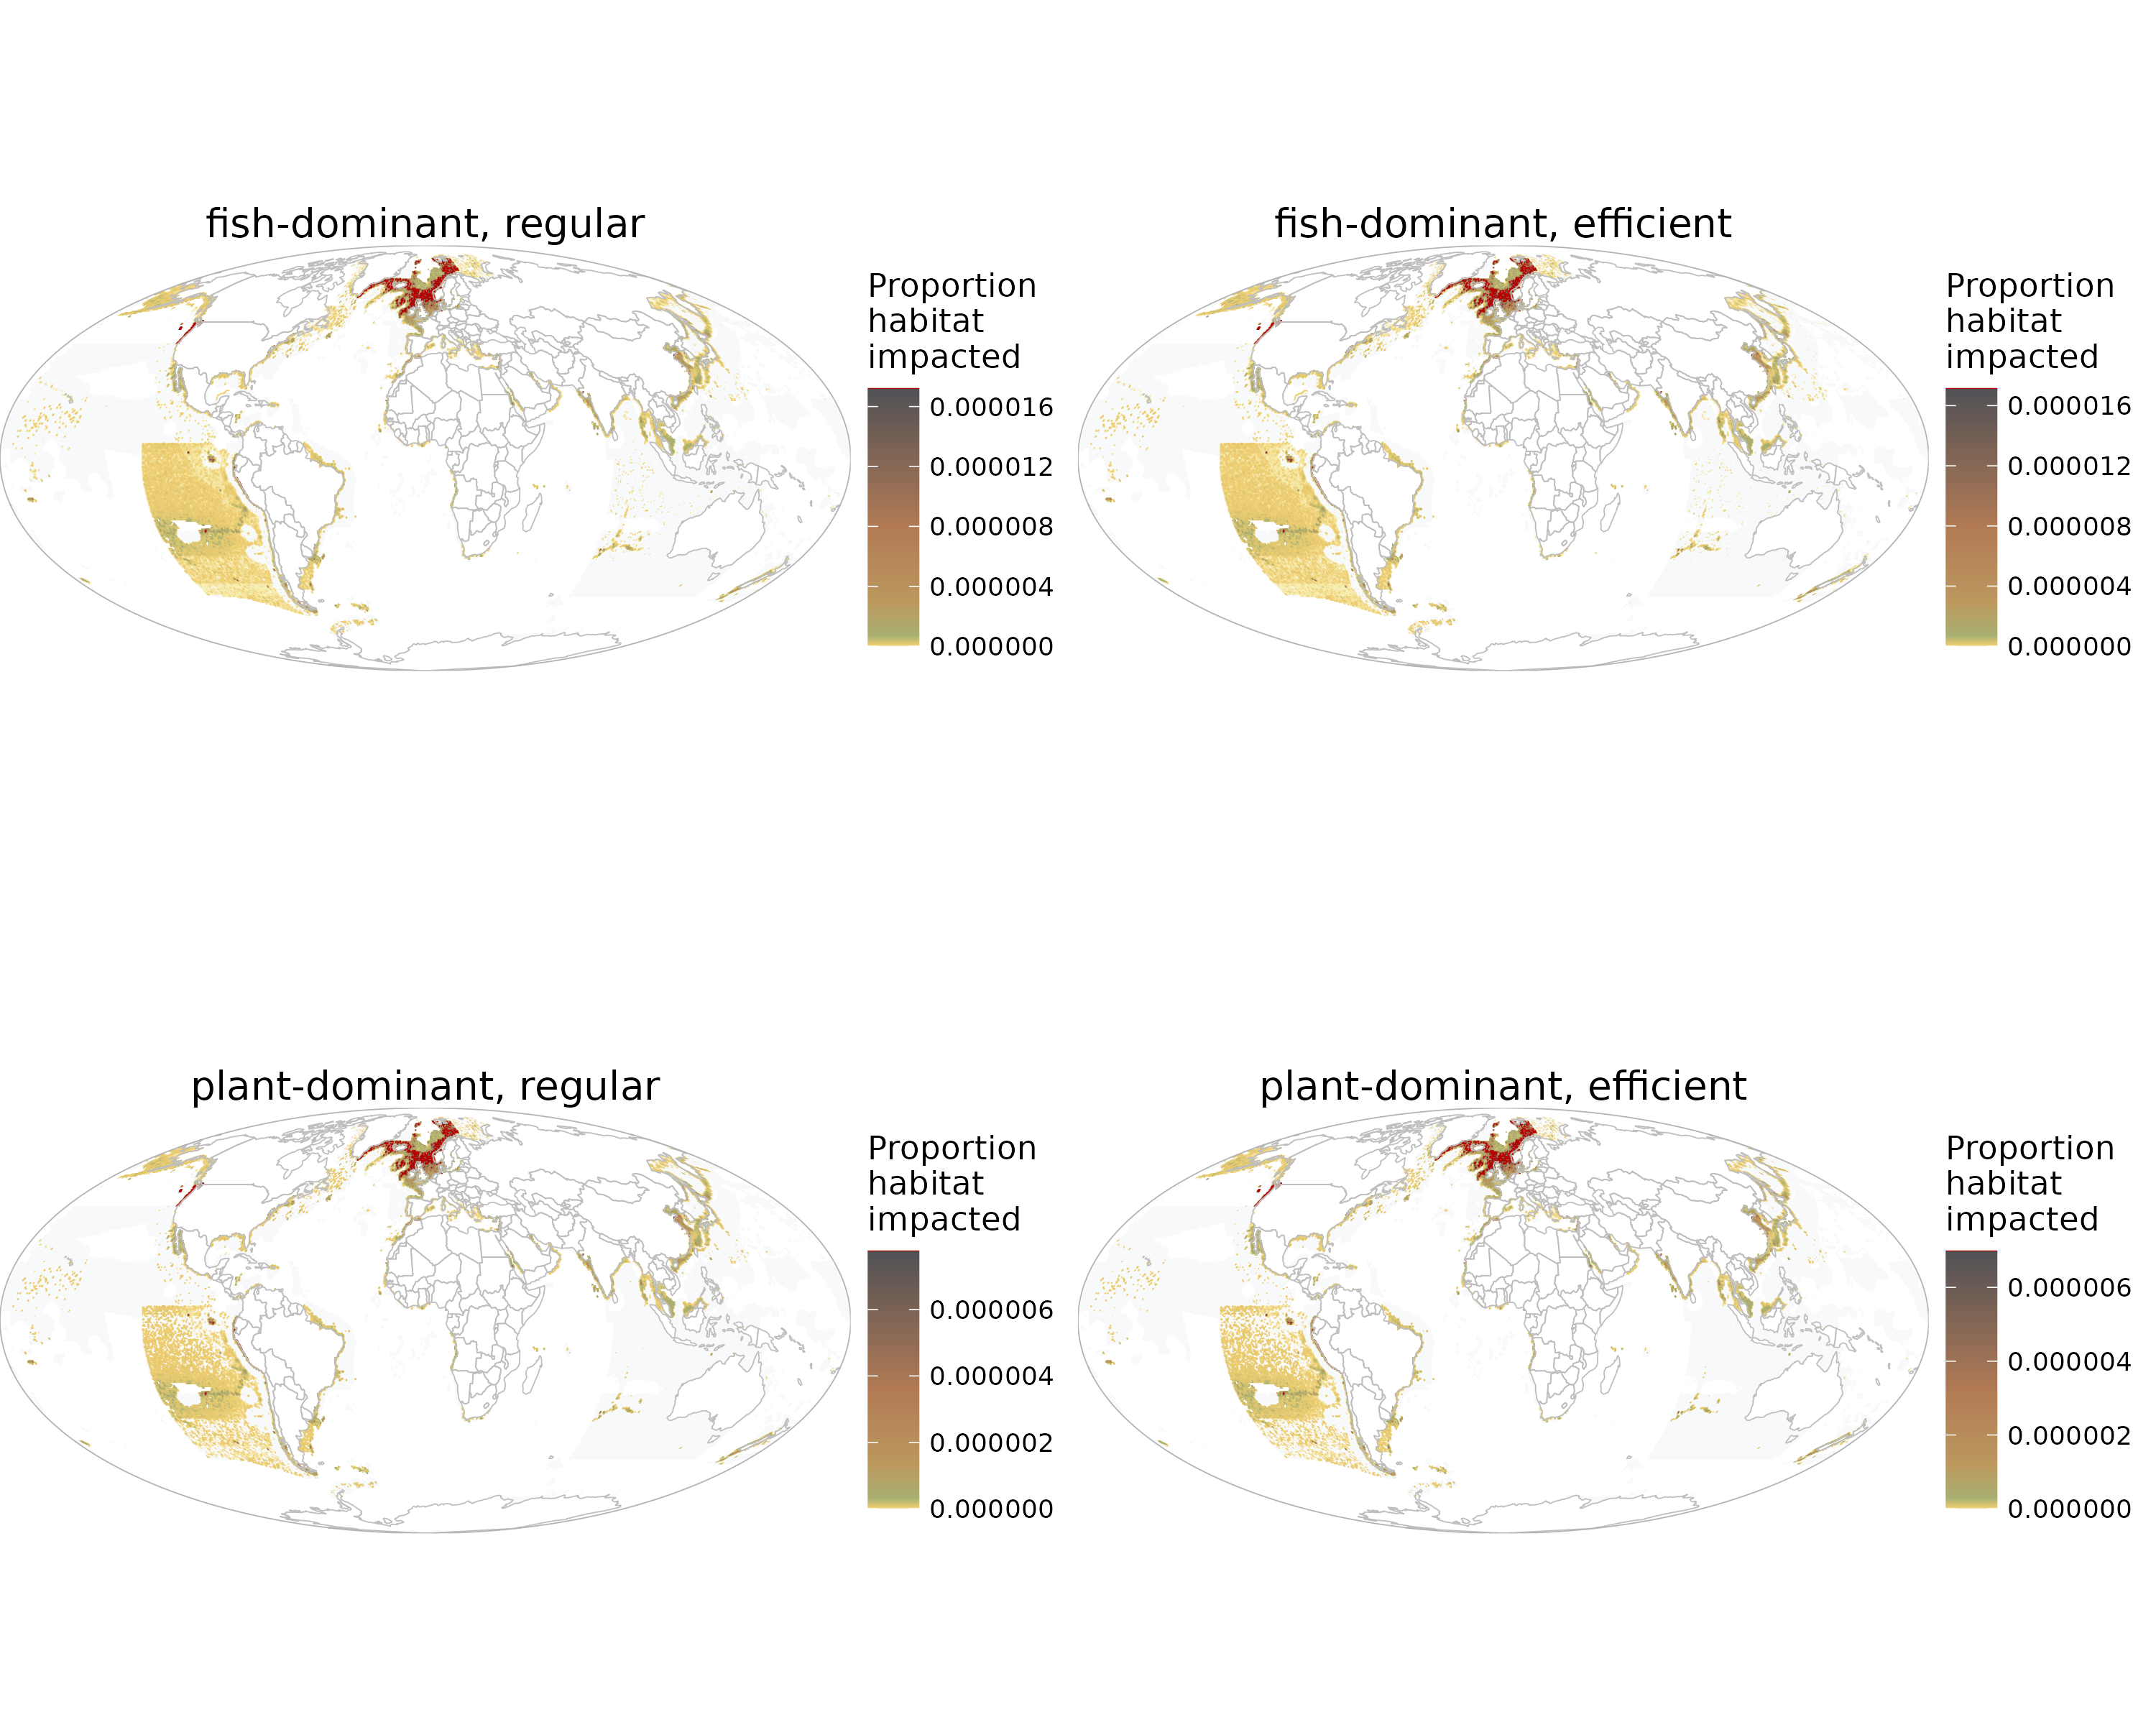 fish-dominant, regular
Proportion
habitat
impacted
0.000016
0.000012
0.000008
0.000004
0.000000
fish-dominant, efficient
Proportion
habitat
impacted
0.000016
0.000012
0.000008
0.000004
0.000000
plant-dominant, regular
Proportion
habitat
impacted
0.000006
0.000004
0.000002
0.000000
plant-dominant, efficient
Proportion
habitat
impacted
0.000006
0.000004
0.000002
0.000000